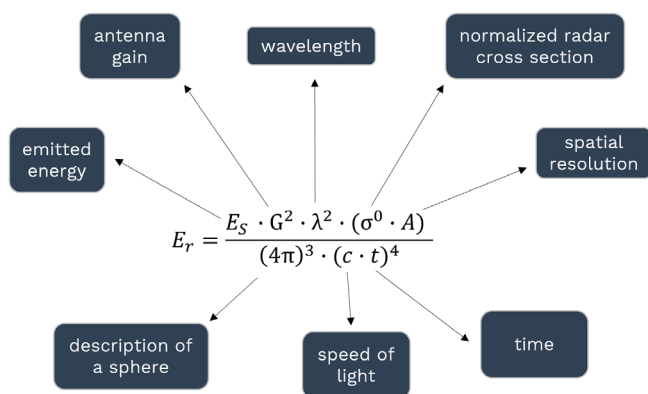 antenna
gain
wavelength
normalized radar
cross section
emitted
energy
spatial
resolution
E_r = \frac{E_S · G² · λ² · (σ⁰ · A)}{(4π)³ · (c · t)⁴}
description of
a sphere
speed of
light
time